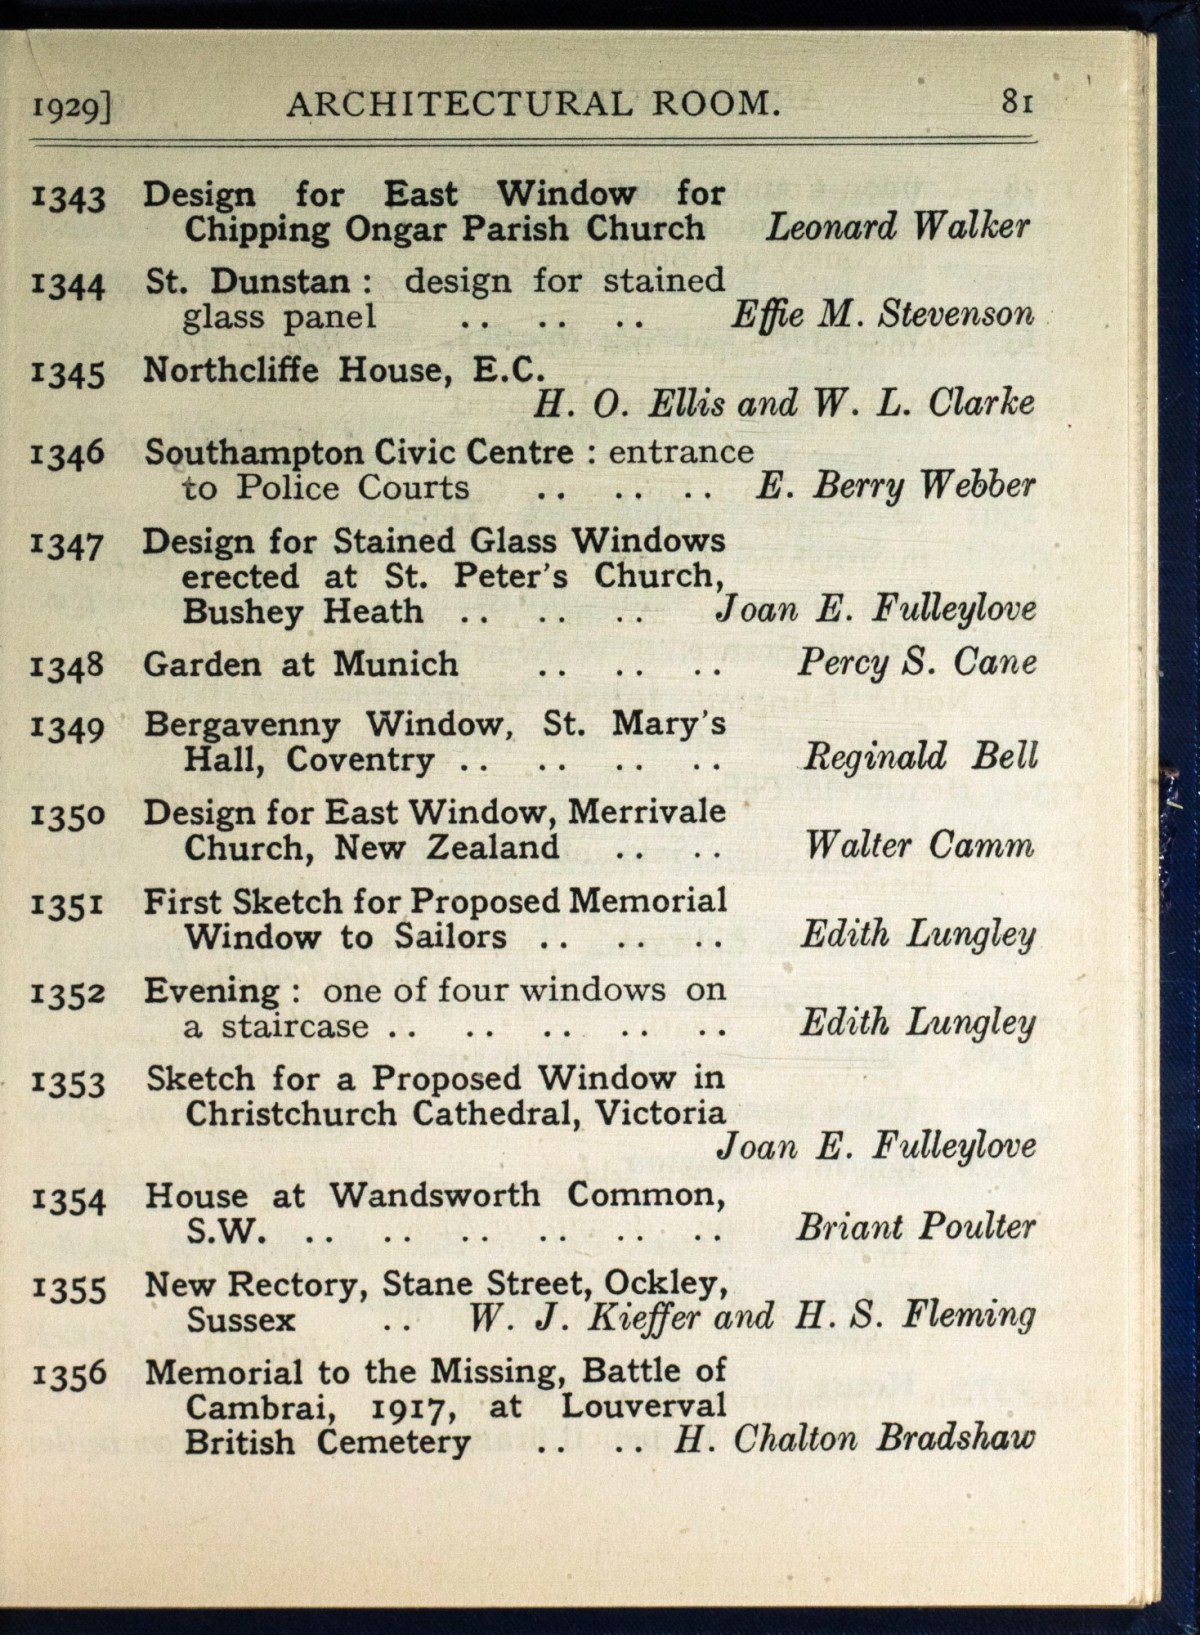 1929] ARCHITECTURAL ROOM. 81
1343 Design for East Window for
Chipping Ongar Parish Church Leonard Walker
1344 St. Dunstan : design for stained
glass panel .. .. .. Effie M. Stevenson
1345 Northcliffe House, E.C.
H. O. Ellis and W. L. Clarke
1346 Southampton Civic Centre : entrance
to Police Courts .. .. .. E. Berry Webber
1347 Design for Stained Glass Windows
erected at St. Peter's Church,
Bushey Heath .. .. .. Joan E. Fulleylove
1348 Garden at Munich .. .. .. Percy S. Cane
1349 Bergavenny Window, St. Mary's
Hall, Coventry .. .. .. .. Reginald Bell
1350 Design for East Window, Merrivale
Church, New Zealand .. .. Walter Camm
1351 First Sketch for Proposed Memorial
Window to Sailors .. .. .. Edith Lungley
1352 Evening : one of four windows on
a staircase .. .. .. .. .. Edith Lungley
1353 Sketch for a Proposed Window in
Christchurch Cathedral, Victoria
Joan E. Fulleylove
1354 House at Wandsworth Common,
S.W. .. .. .. .. .. .. Briant Poulter
1355 New Rectory, Stane Street, Ockley,
Sussex .. W. J. Kieffer and H. S. Fleming
1356 Memorial to the Missing, Battle of
Cambrai, 1917, at Louverval
British Cemetery .. .. H. Chalton Bradshaw